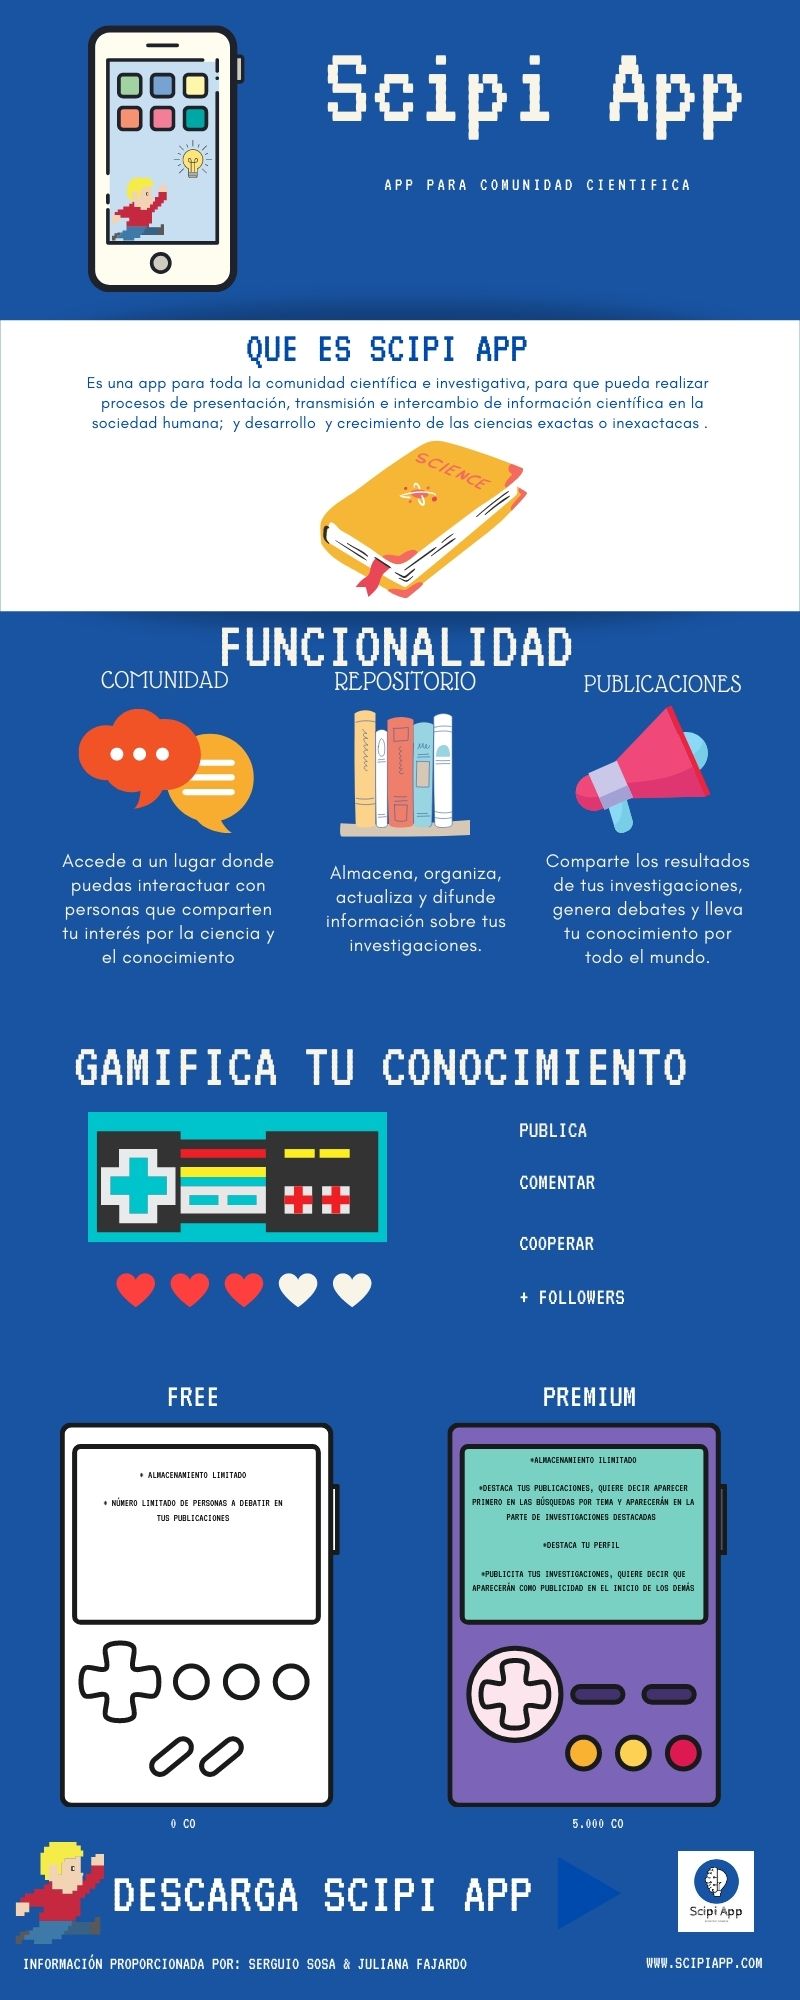 Scipi App
APP PARA COMUNIDAD CIENTIFICA
QUE ES SCIPI APP
Es una app para toda la comunidad científica e investigativa, para que pueda realizar
procesos de presentación, transmisión e intercambio de información científica en la
sociedad humana; y desarrollo y crecimiento de las ciencias exactas o inexactacas .
SCIENCE
FUNCIONALIDAD
COMUNIDAD
Accede a un lugar donde
puedas interactuar con
personas que comparten
tu interés por la ciencia y
el conocimiento
REPOSITORIO
Almacena, organiza,
actualiza y difunde
información sobre tus
investigaciones.
PUBLICACIONES
Comparte los resultados
de tus investigaciones,
genera debates y lleva
tu conocimiento por
todo el mundo.
GAMIFICA TU CONOCIMIENTO
PUBLICA
COMENTAR
COOPERAR
+ FOLLOWERS
FREE
* ALMACENAMIENTO LIMITADO
* NÚMERO LIMITADO DE PERSONAS A DEBATIR EN
TUS PUBLICACIONES
0 CO
PREMIUM
*ALMACENAMIENTO ILIMITADO
*DESTACA TUS PUBLICACIONES, QUIERE DECIR APARECER
PRIMERO EN LAS BÚSQUEDAS POR TEMA Y APARECERÁN EN LA
PARTE DE INVESTIGACIONES DESTACADAS
*DESTACA TU PERFIL
*PUBLICITA TUS INVESTIGACIONES, QUIERE DECIR QUE
APARECERÁN COMO PUBLICIDAD EN EL INICIO DE LOS DEMÁS
5.000 CO
DESCARGA SCIPI APP
Scipi App
INFORMACIÓN PROPORCIONADA POR: SERGUIO SOSA & JULIANA FAJARDO
WWW.SCIPIAPP.COM